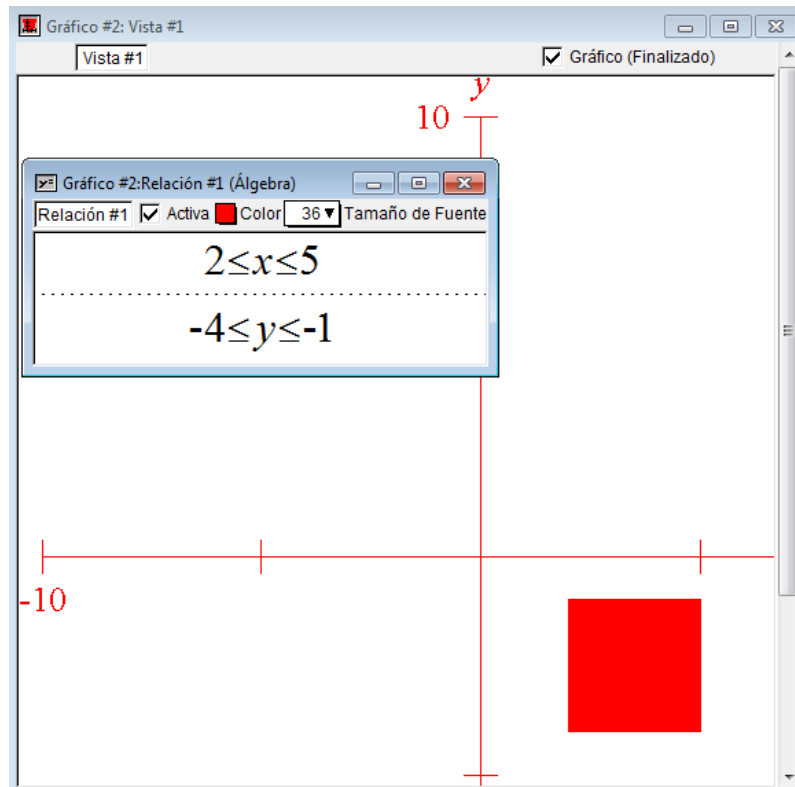 Gráfico #2: Vista #1
Vista #1 Gráfico (Finalizado)
y
10
Gráfico #2:Relación #1 (Álgebra)
Relación #1 Activa Color 36 Tamaño de Fuente
2≤x≤5
-4≤y≤-1
-10